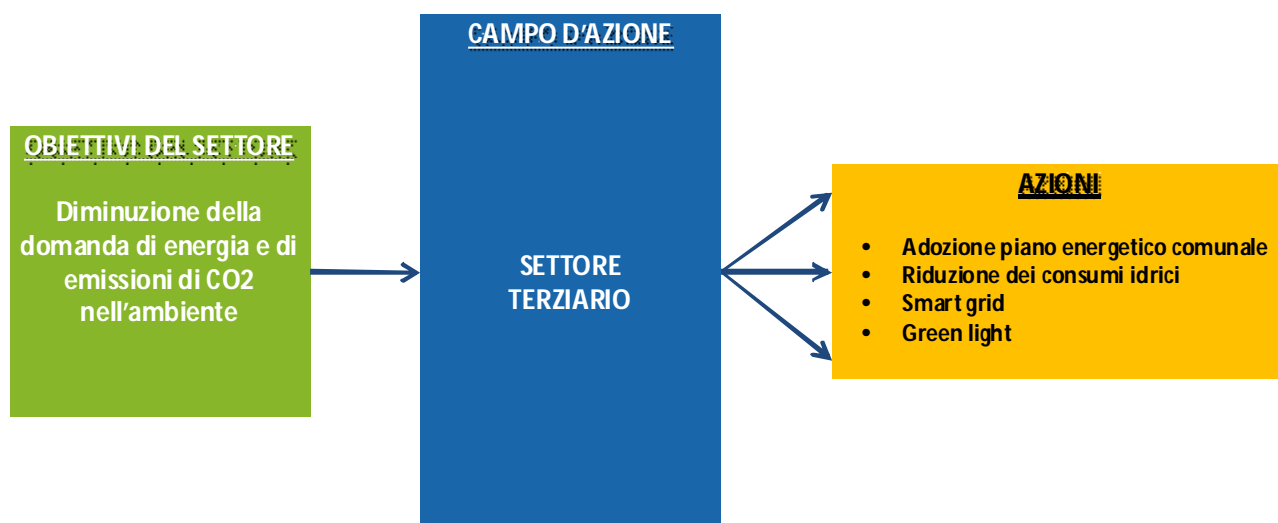 OBIETTIVI DEL SETTORE
Diminuzione della
domanda di energia e di
emissioni di CO2
nell'ambiente
CAMPO D'AZIONE
SETTORE
TERZIARIO
AZIONI
• Adozione piano energetico comunale
• Riduzione dei consumi idrici
• Smart grid
• Green light